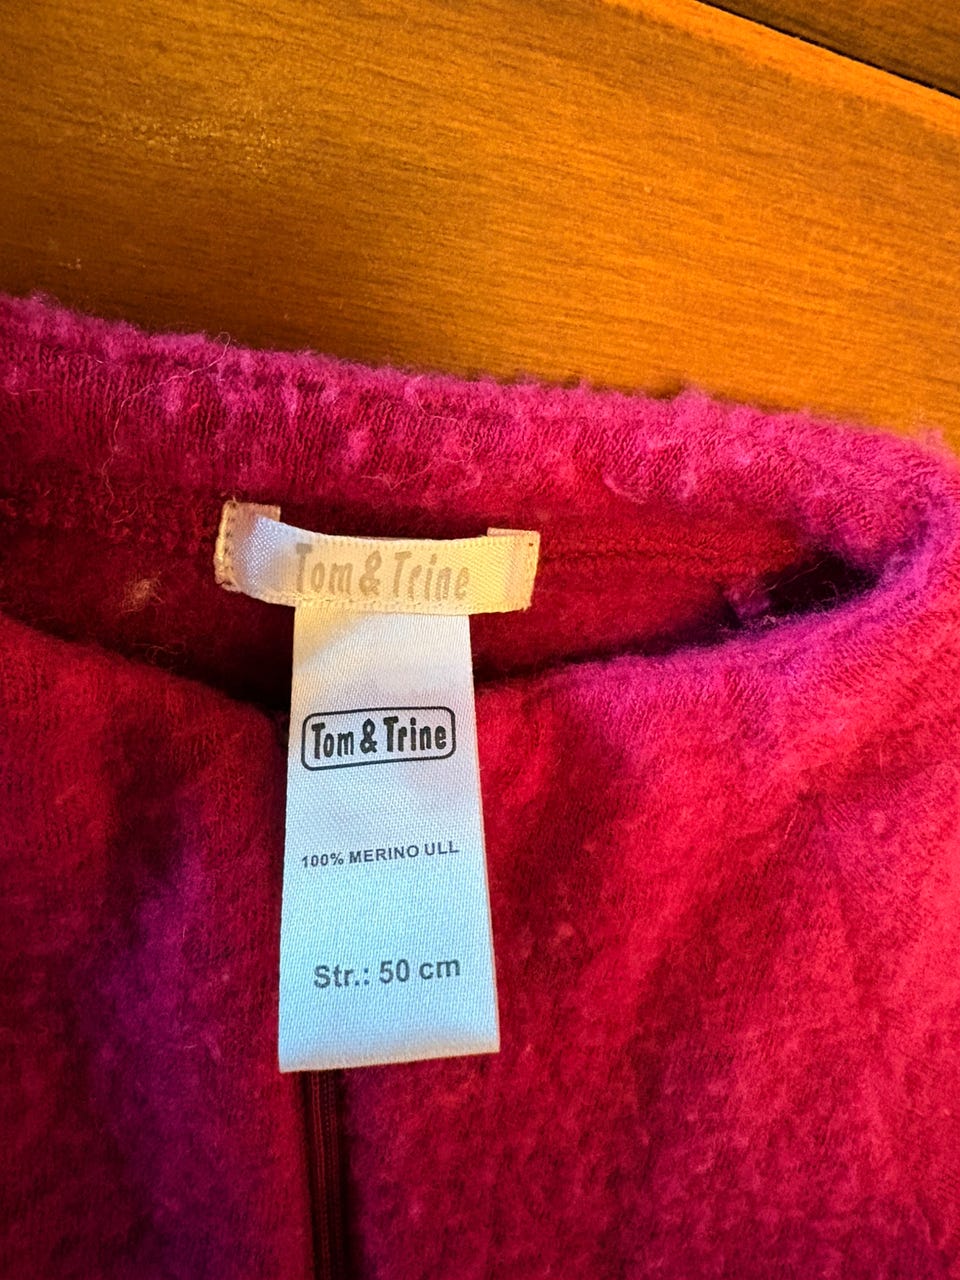 Tom & Trine
Tom & Trine
100% MERINO ULL
Str.: 50 cm